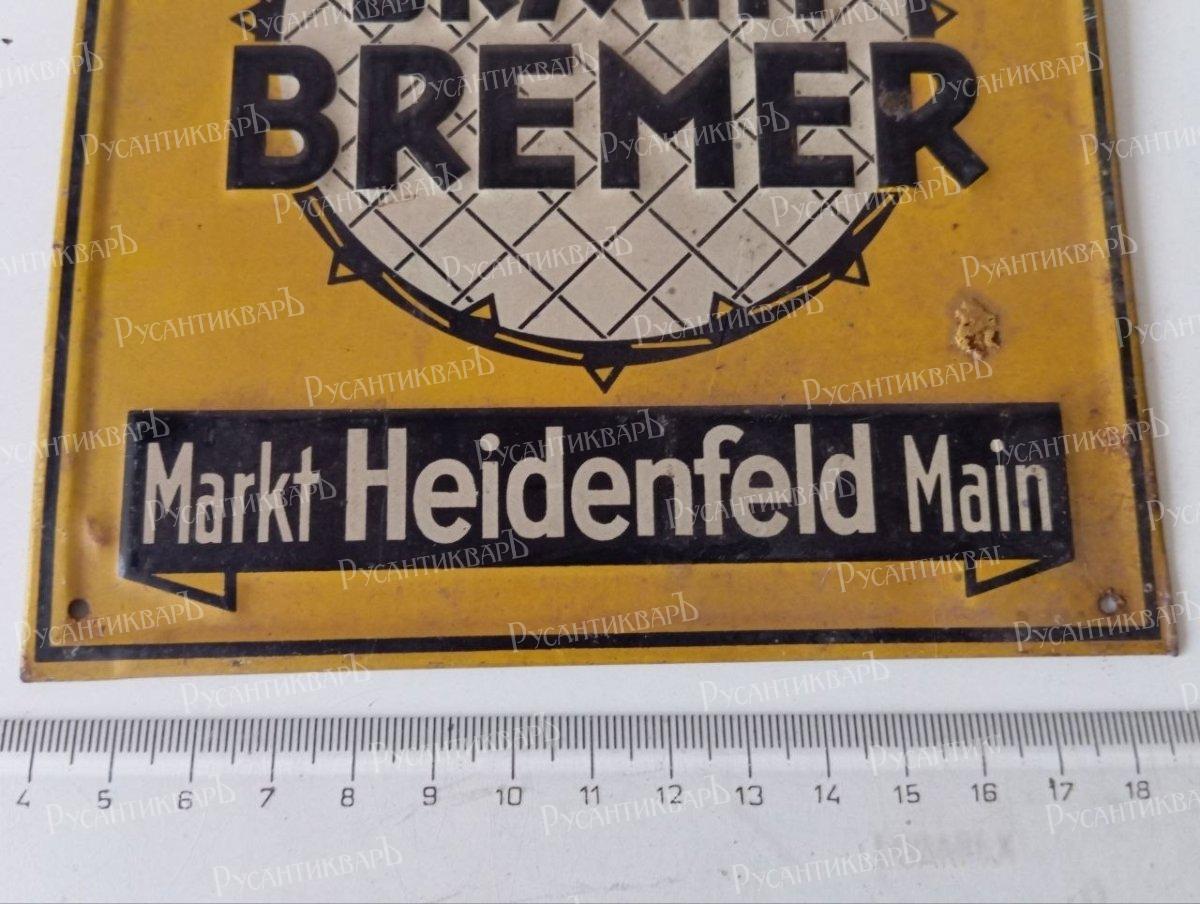 BREMER
Markt Heidenfeld Main
4 5 6 7 8 9 10 11 12 13 14 15 16 17 18
РусантикварЪ